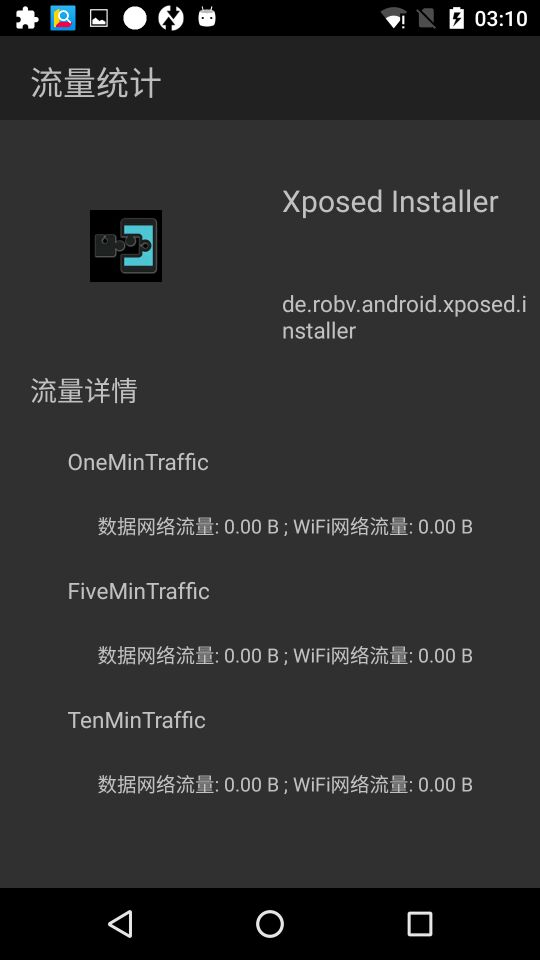 03:10
流量统计
Xposed Installer
de.robv.android.xposed.i
nstaller
流量详情
OneMinTraffic
数据网络流量: 0.00 B ; WiFi网络流量: 0.00 B
FiveMinTraffic
数据网络流量: 0.00 B ; WiFi网络流量: 0.00 B
TenMinTraffic
数据网络流量: 0.00 B ; WiFi网络流量: 0.00 B